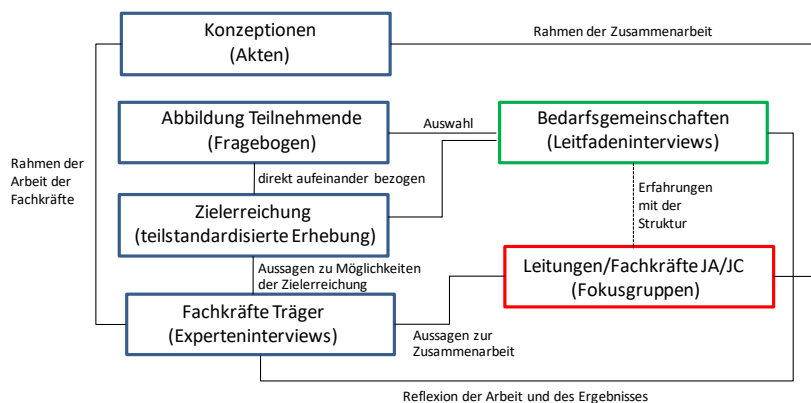 Konzeptionen
(Akten)
Rahmen der Zusammenarbeit
Abbildung Teilnehmende
(Fragebogen)
Auswahl
Bedarfsgemeinschaften
(Leitfadeninterviews)
Rahmen der
Arbeit der
Fachkräfte
direkt aufeinander bezogen
Erfahrungen
mit der
Struktur
Zielerreichung
(teilstandardisierte Erhebung)
Aussagen zu Möglichkeiten
der Zielerreichung
Leitungen/Fachkräfte JA/JC
(Fokusgruppen)
Fachkräfte Träger
(Experteninterviews)
Aussagen zur
Zusammenarbeit
Reflexion der Arbeit und des Ergebnisses